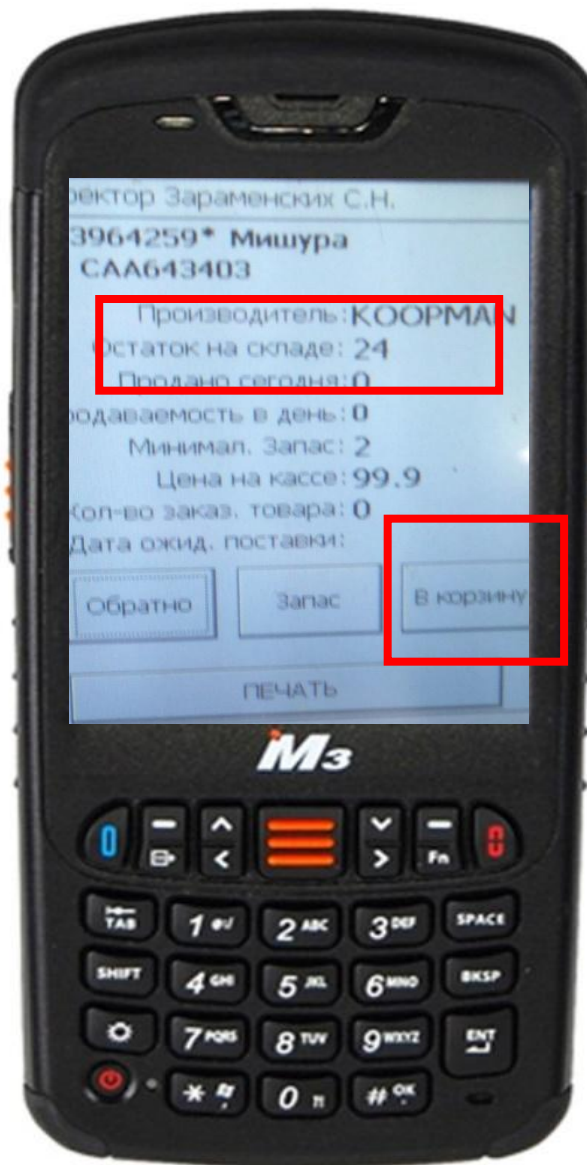 ректор Зараменских С.Н.
3964259* Мишура
САА643403
Производитель: KOOPMAN
Остаток на складе: 24
Продано сегодня: 0
родаваемость в день: 0
Минимал. Запас: 2
Цена на кассе: 99.9
Кол-во заказ. товара: 0
Дата ожид. поставки:
Обратно Запас В корзину
ПЕЧАТЬ
M3
Fn
TAB 1 @:/ 2 ABC 3 DEF SPACE
SHIFT 4 GHI 5 JKL 6 MNO BKSP
7 PQRS 8 TUV 9 WXYZ ENT
* 0 # OK